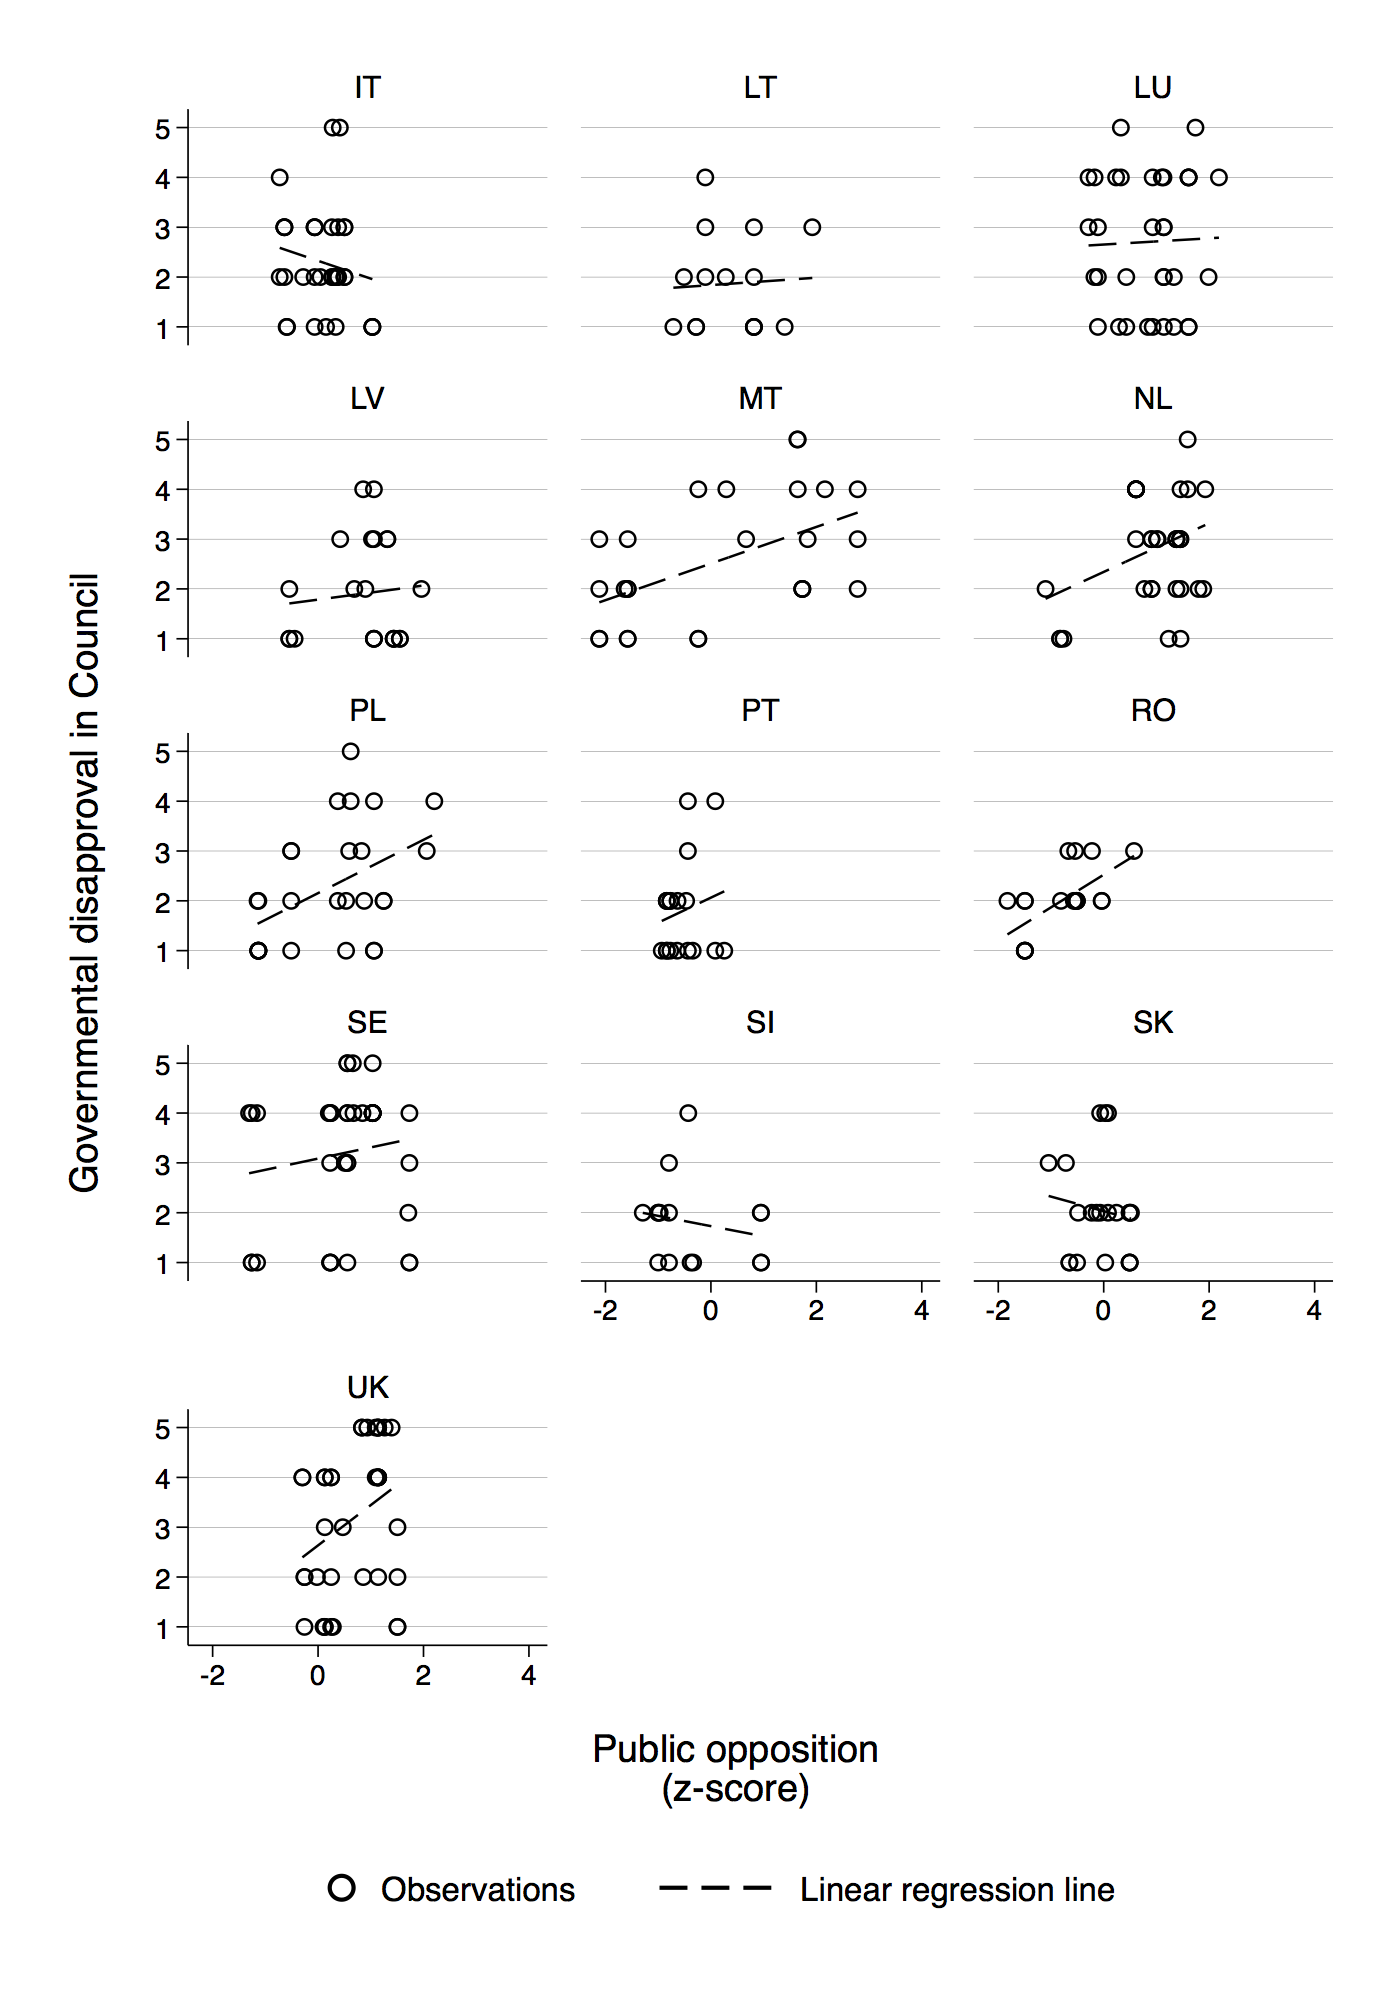 IT LT LU
5
4
3
2
1
LV MT NL
5
4
3
2
1
PL PT RO
5
4
3
2
1
SE SI SK
5
4
3
2
1
-2 0 2 4 -2 0 2 4
UK
5
4
3
2
1
-2 0 2 4
Governmental disapproval in Council
Public opposition
(z-score)
Observations Linear regression line